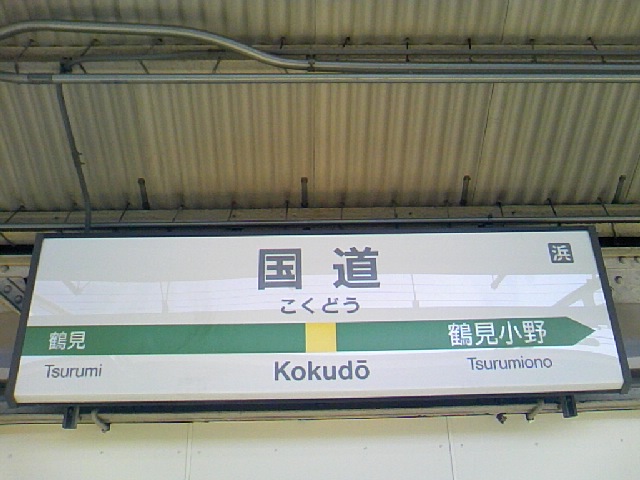 国道
浜
こくどう
鶴見
鶴見小野
Tsurumi
Kokudō
Tsurumiono